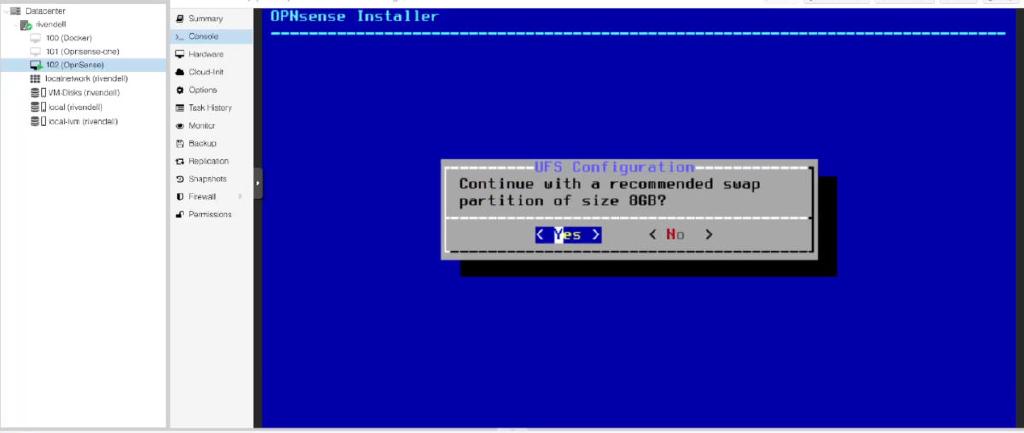 Datacenter
rivendell
100 (Docker)
101 (Opnsense-one)
102 (OpnSense)
localnetwork (rivendell)
VM-Disks (rivendell)
local (rivendell)
local-lvm (rivendell)
Summary
Console
Hardware
Cloud-Init
Options
Task History
Monitor
Backup
Replication
Snapshots
Firewall
Permissions
OPNsense Installer
UFS Configuration
Continue with a recommended swap
partition of size 8GB?
< Yes > < No >